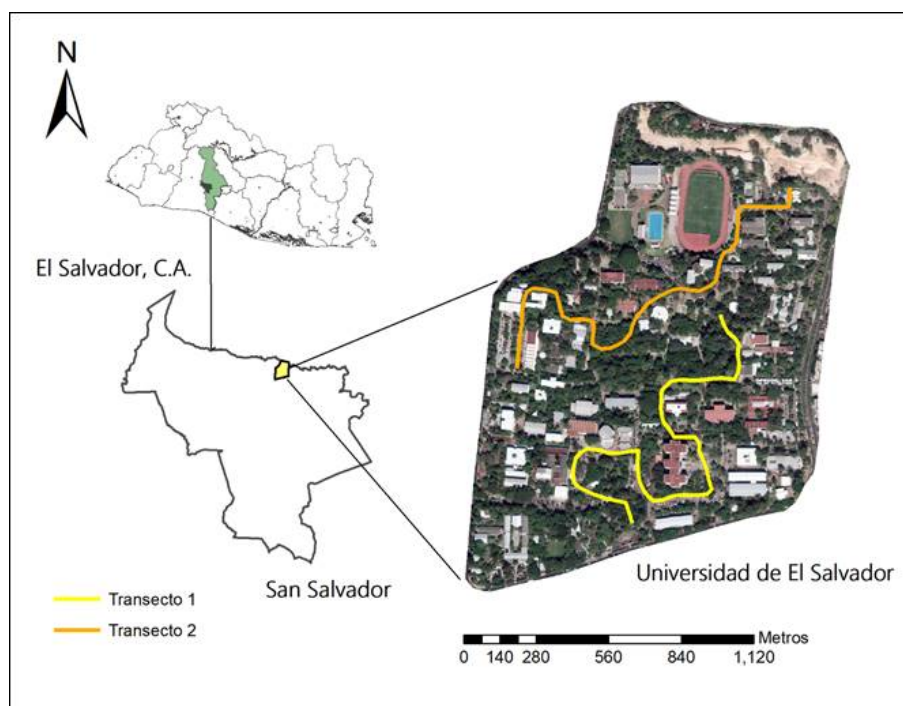 N
El Salvador, C.A.
San Salvador
Universidad de El Salvador
Transecto 1
Transecto 2
Metros
0 140 280 560 840 1,120